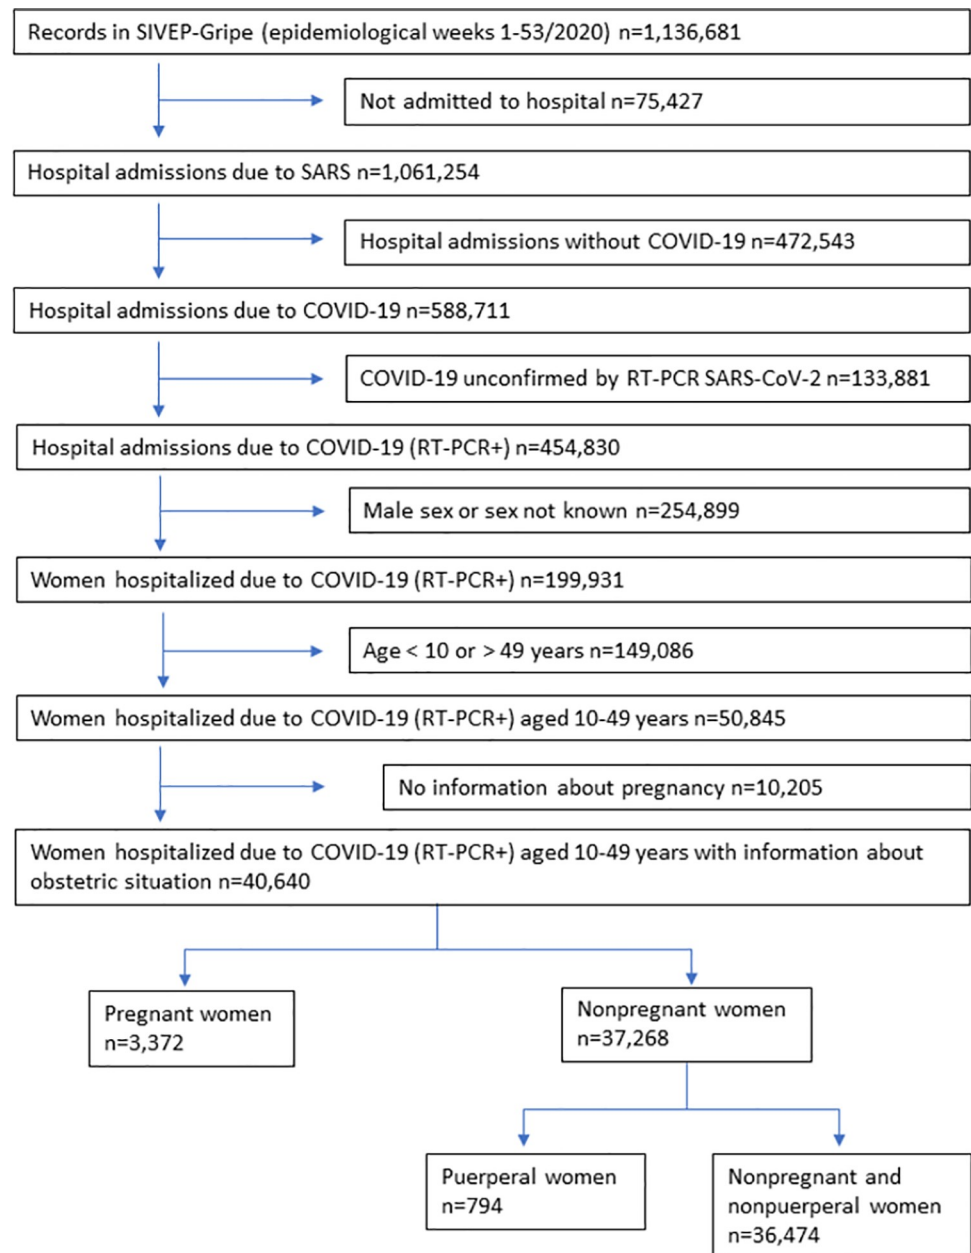 Records in SIVEP-Gripe (epidemiological weeks 1-53/2020) n=1,136,681
Not admitted to hospital n=75,427
Hospital admissions due to SARS n=1,061,254
Hospital admissions without COVID-19 n=472,543
Hospital admissions due to COVID-19 n=588,711
COVID-19 unconfirmed by RT-PCR SARS-CoV-2 n=133,881
Hospital admissions due to COVID-19 (RT-PCR+) n=454,830
Male sex or sex not known n=254,899
Women hospitalized due to COVID-19 (RT-PCR+) n=199,931
Age < 10 or > 49 years n=149,086
Women hospitalized due to COVID-19 (RT-PCR+) aged 10-49 years n=50,845
No information about pregnancy n=10,205
Women hospitalized due to COVID-19 (RT-PCR+) aged 10-49 years with information about
obstetric situation n=40,640
Pregnant women
n=3,372
Nonpregnant women
n=37,268
Puerperal women
n=794
Nonpregnant and
nonpuerperal women
n=36,474